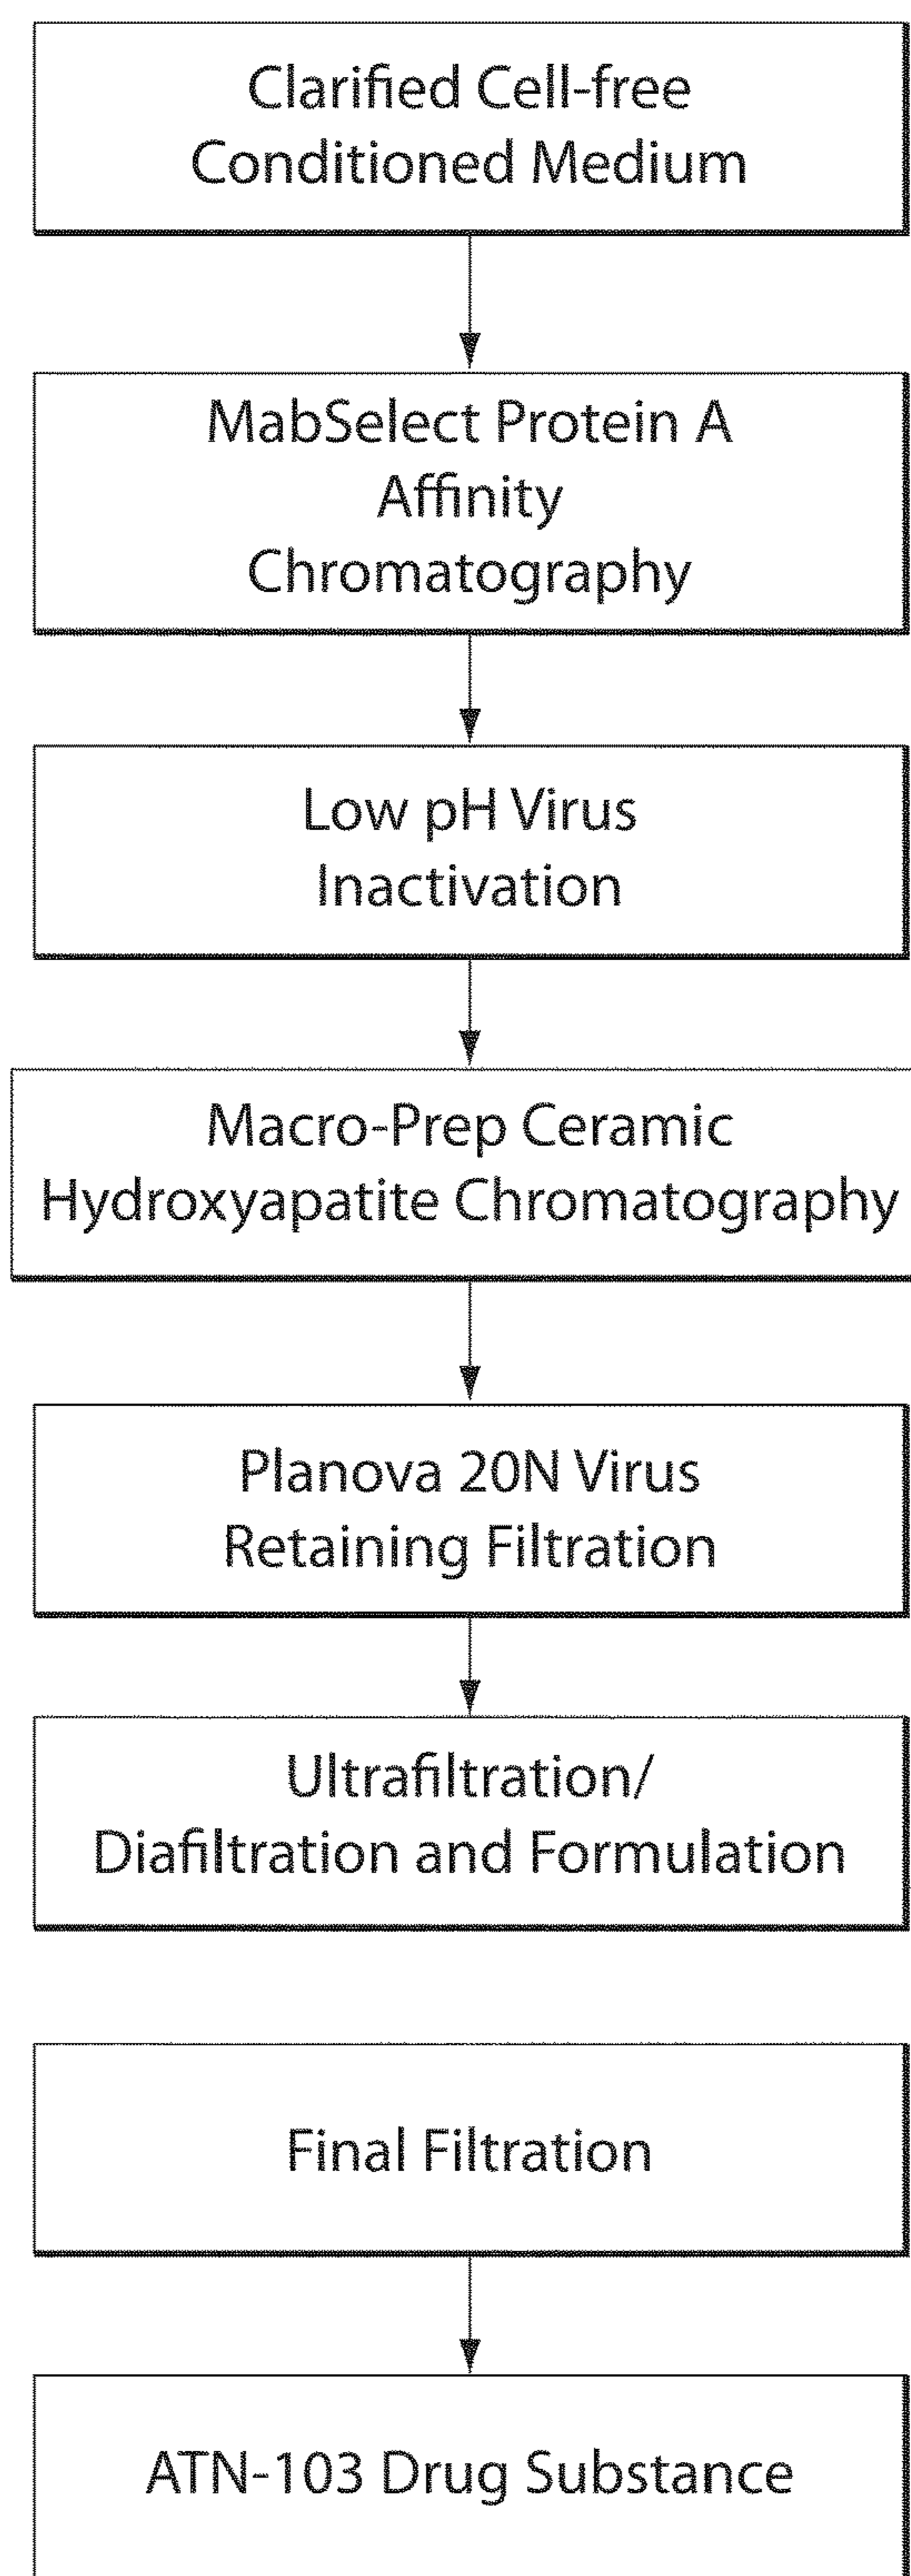 Clarified Cell-free
Conditioned Medium
MabSelect Protein A
Affinity
Chromatography
Low pH Virus
Inactivation
Macro-Prep Ceramic
Hydroxyapatite Chromatography
Planova 20N Virus
Retaining Filtration
Ultrafiltration/
Diafiltration and Formulation
Final Filtration
ATN-103 Drug Substance